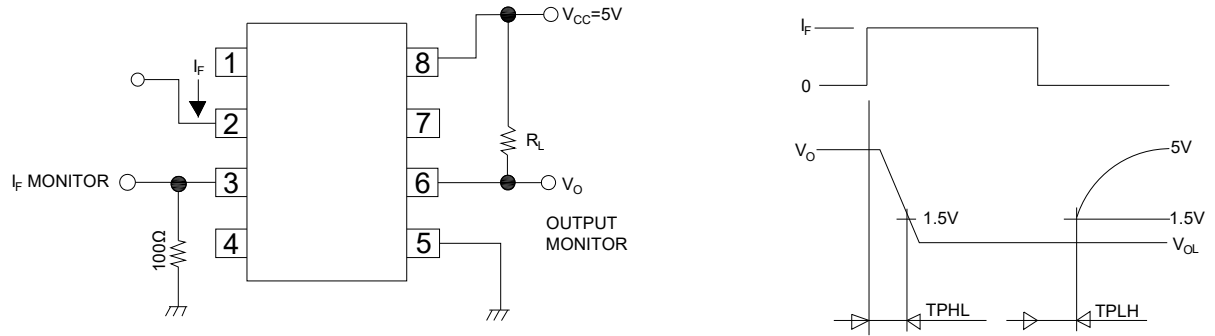 V_CC=5V
1
8
I_F
2
7
R_L
I_F MONITOR
3
6
V_O
OUTPUT
MONITOR
4
5
100Ω
I_F
0
V_O
5V
1.5V
1.5V
V_OL
TPHL
TPLH